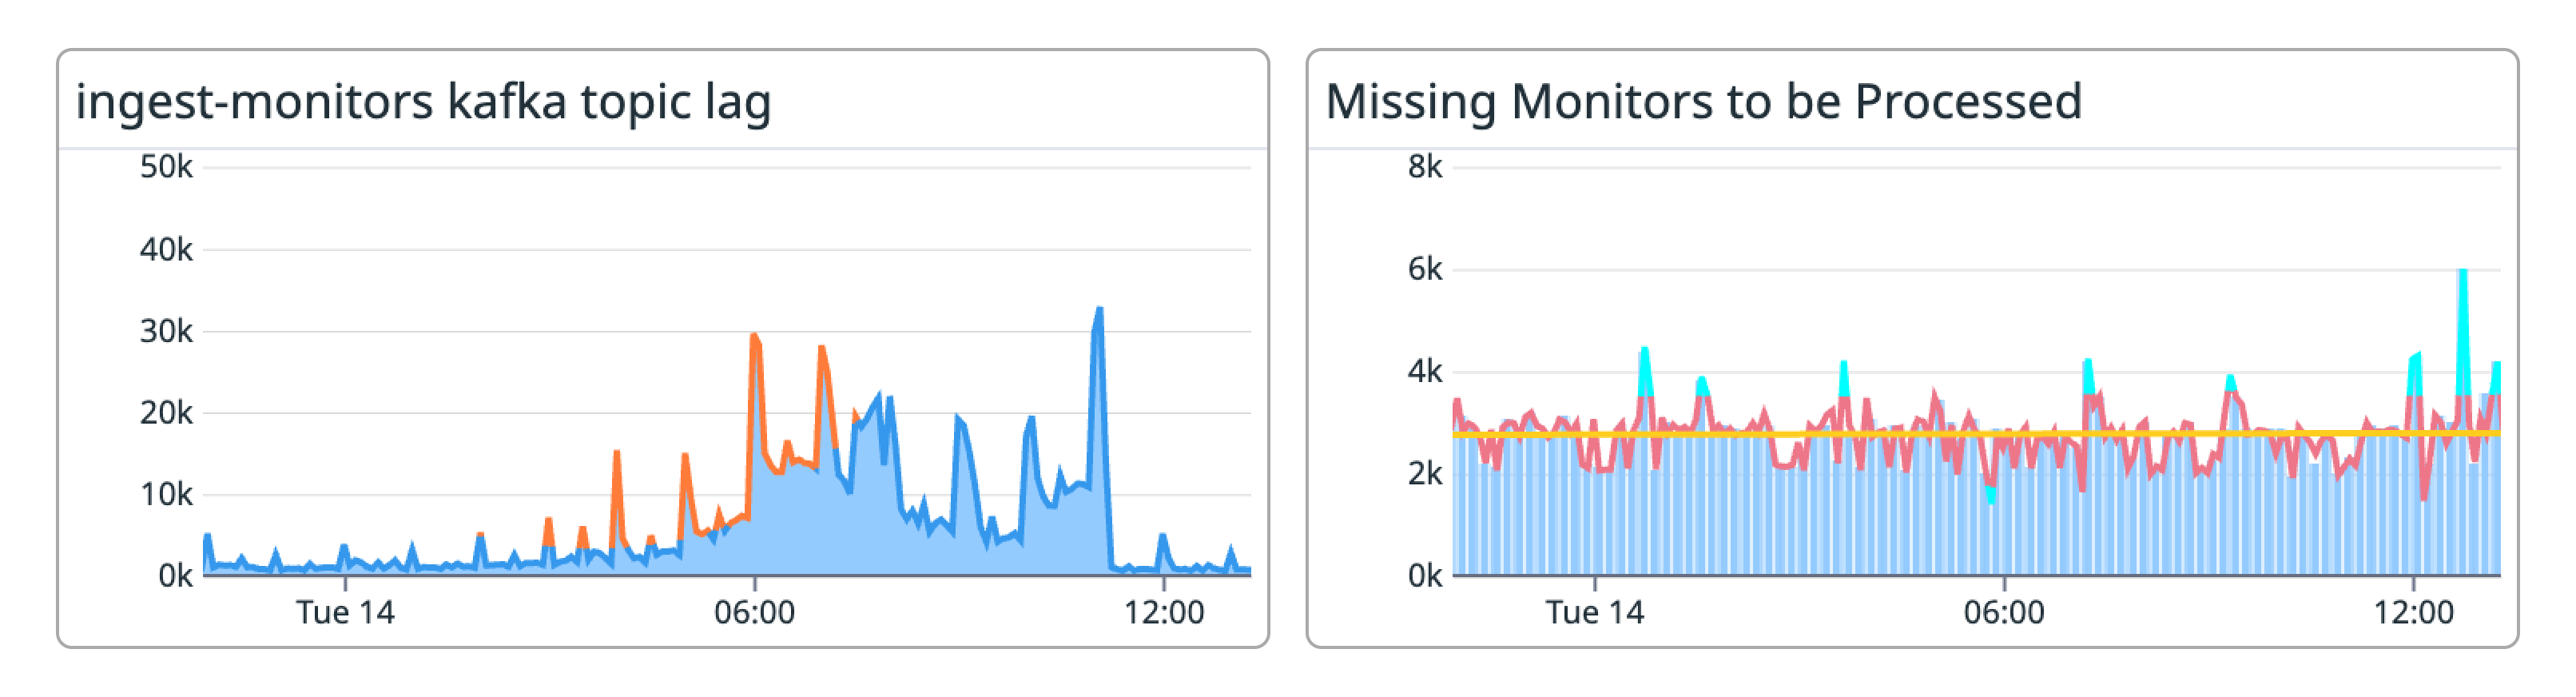 ingest-monitors kafka topic lag
50k
40k
30k
20k
10k
0k
Tue 14 06:00 12:00
Missing Monitors to be Processed
8k
6k
4k
2k
0k
Tue 14 06:00 12:00